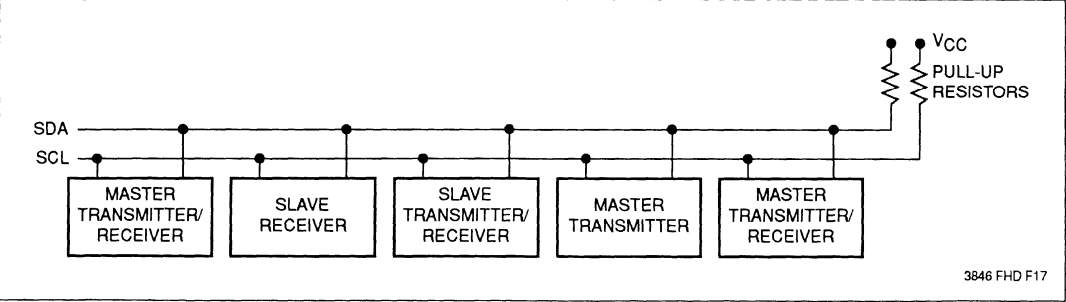 VCC
PULL-UP
RESISTORS
SDA
SCL
MASTER
TRANSMITTER/
RECEIVER
SLAVE
RECEIVER
SLAVE
TRANSMITTER/
RECEIVER
MASTER
TRANSMITTER
MASTER
TRANSMITTER/
RECEIVER
3846 FHD F17